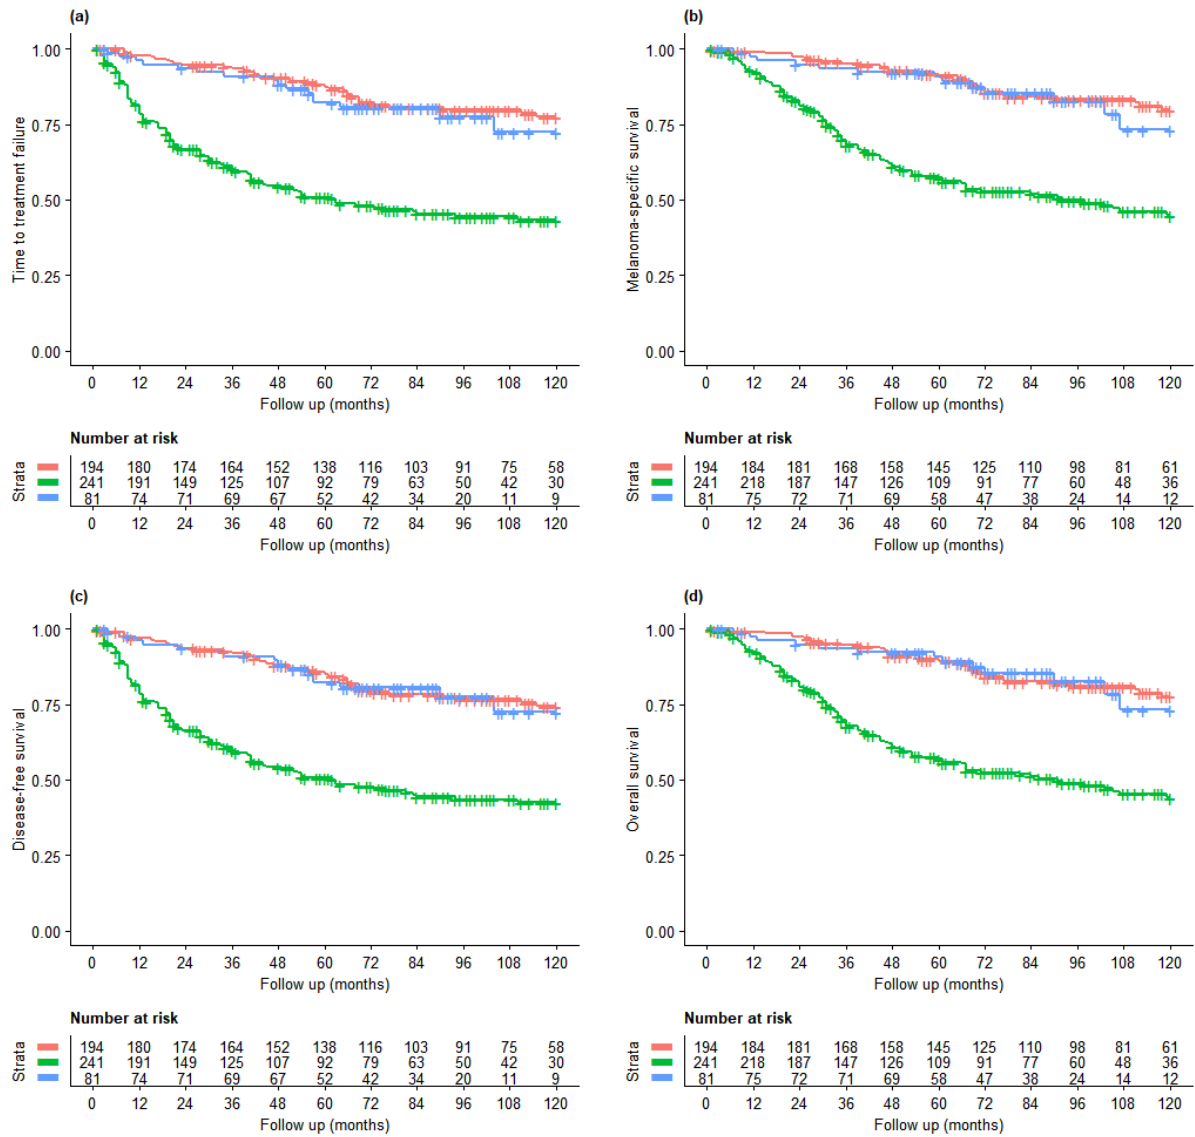 (a)
Time to treatment failure
1.00
0.75
0.50
0.25
0.00
0 12 24 36 48 60 72 84 96 108 120
Follow up (months)
Number at risk
Strata
194 180 174 164 152 138 116 103 91 75 58
241 191 149 125 107 92 79 63 50 42 30
81 74 71 69 67 52 42 34 20 11 9
0 12 24 36 48 60 72 84 96 108 120
Follow up (months)
(b)
Melanoma-specific survival
1.00
0.75
0.50
0.25
0.00
0 12 24 36 48 60 72 84 96 108 120
Follow up (months)
Number at risk
Strata
194 184 181 168 158 145 125 110 98 81 61
241 218 187 147 126 109 91 77 60 48 36
81 75 72 71 69 58 47 38 24 14 12
0 12 24 36 48 60 72 84 96 108 120
Follow up (months)
(c)
Disease-free survival
1.00
0.75
0.50
0.25
0.00
0 12 24 36 48 60 72 84 96 108 120
Follow up (months)
Number at risk
Strata
194 180 174 164 152 138 116 103 91 75 58
241 191 149 125 107 92 79 63 50 42 30
81 74 71 69 67 52 42 34 20 11 9
0 12 24 36 48 60 72 84 96 108 120
Follow up (months)
(d)
Overall survival
1.00
0.75
0.50
0.25
0.00
0 12 24 36 48 60 72 84 96 108 120
Follow up (months)
Number at risk
Strata
194 184 181 168 158 145 125 110 98 81 61
241 218 187 147 126 109 91 77 60 48 36
81 75 72 71 69 58 47 38 24 14 12
0 12 24 36 48 60 72 84 96 108 120
Follow up (months)